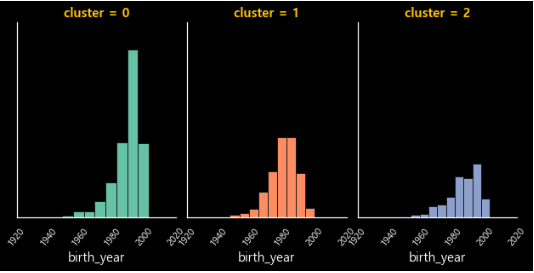 cluster = 0
cluster = 1
cluster = 2
1920 1940 1960 1980 2000 2020
1920 1940 1960 1980 2000 2020
1920 1940 1960 1980 2000 2020
birth_year
birth_year
birth_year